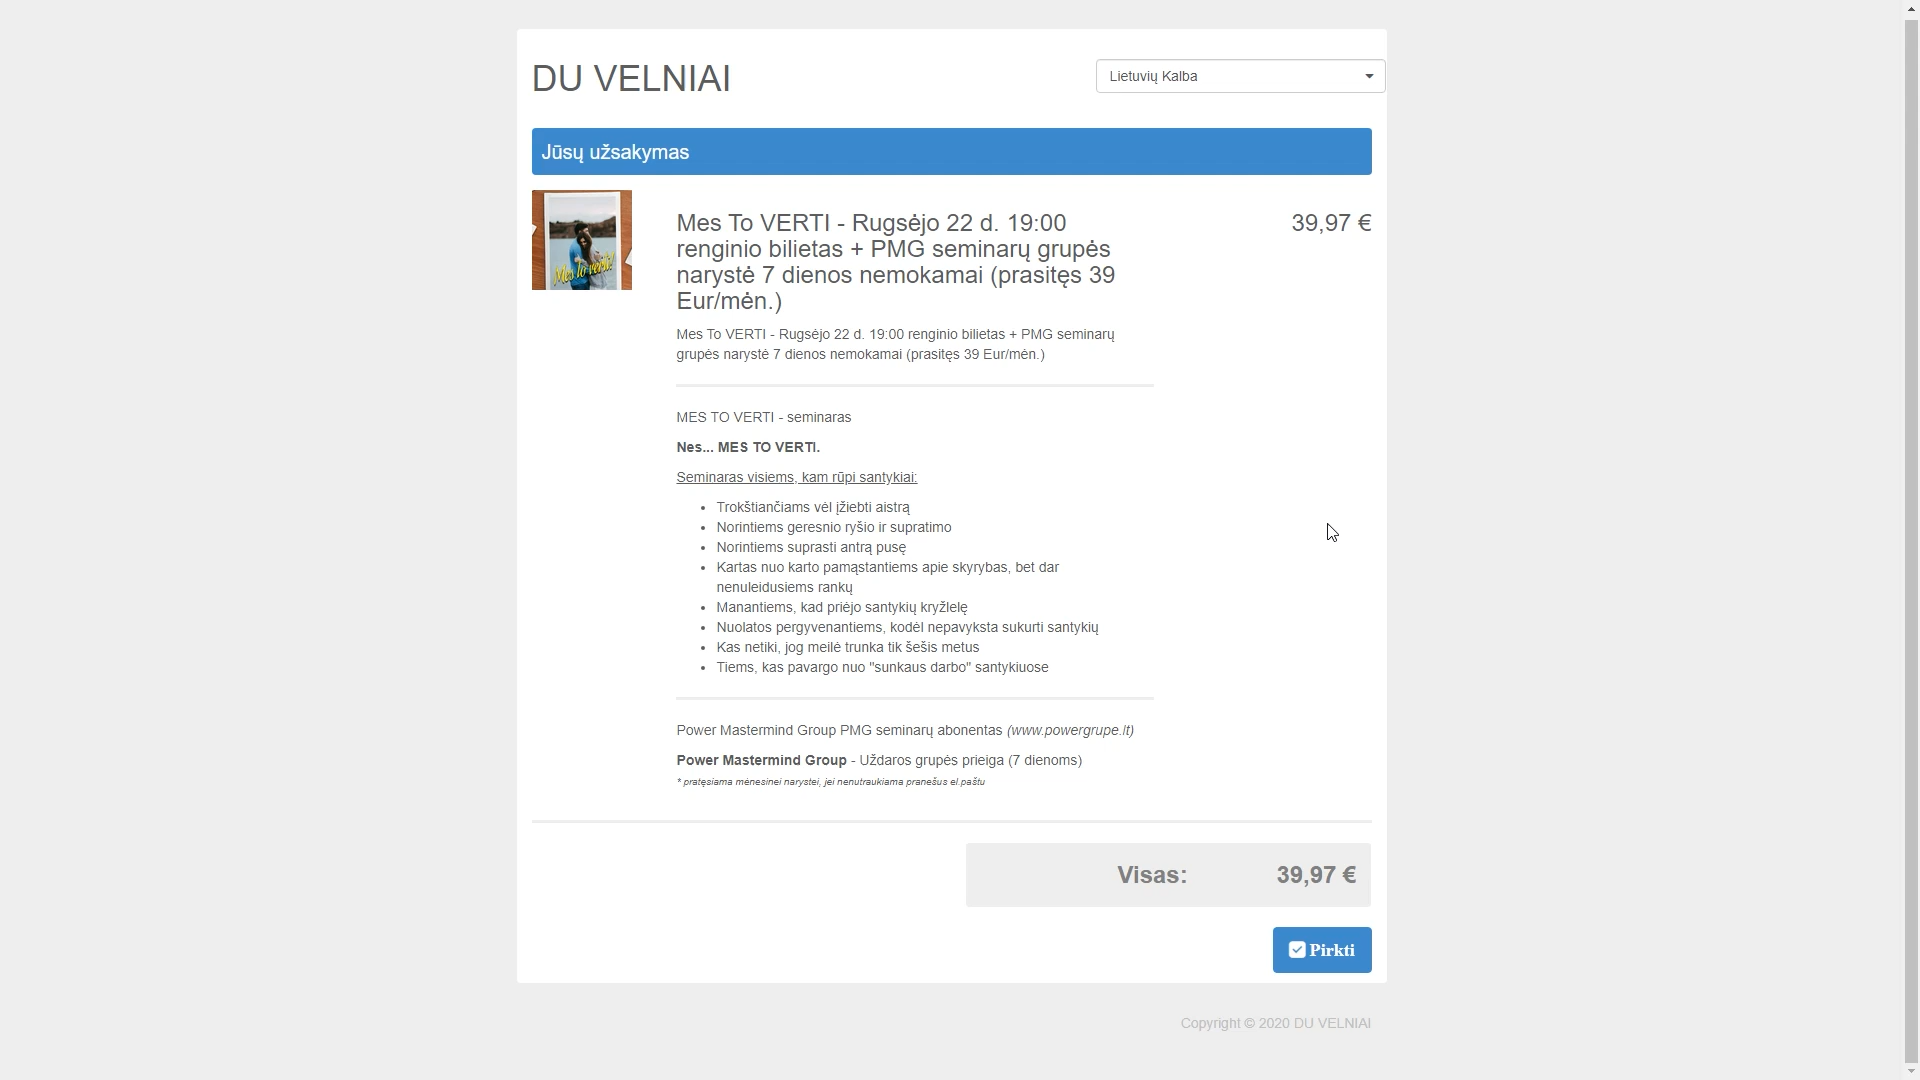 DU VELNIAI
Lietuvių Kalba
Jūsų užsakymas
Mes to verti!
Mes To VERTI - Rugsėjo 22 d. 19:00
renginio bilietas + PMG seminarų grupės
narystė 7 dienos nemokamai (prasitęs 39
Eur/mėn.)
39,97 €
Mes To VERTI - Rugsėjo 22 d. 19:00 renginio bilietas + PMG seminarų
grupės narystė 7 dienos nemokamai (prasitęs 39 Eur/mėn.)
MES TO VERTI - seminaras
Nes... MES TO VERTI.
Seminaras visiems, kam rūpi santykiai:
• Trokštiančiams vėl įžiebti aistrą
• Norintiems geresnio ryšio ir supratimo
• Norintiems suprasti antrą pusę
• Kartas nuo karto pamąstantiems apie skyrybas, bet dar
nenuleidusiems rankų
• Manantiems, kad priėjo santykių kryžlelę
• Nuolatos pergyvenantiems, kodėl nepavyksta sukurti santykių
• Kas netiki, jog meilė trunka tik šešis metus
• Tiems, kas pavargo nuo "sunkaus darbo" santykiuose
Power Mastermind Group PMG seminarų abonentas (www.powergrupe.lt)
Power Mastermind Group - Uždaros grupės prieiga (7 dienoms)
* pratęsiama mėnesinei narystei, jei nenutraukiama pranešus el.paštu
Visas: 39,97 €
Pirkti
Copyright © 2020 DU VELNIAI